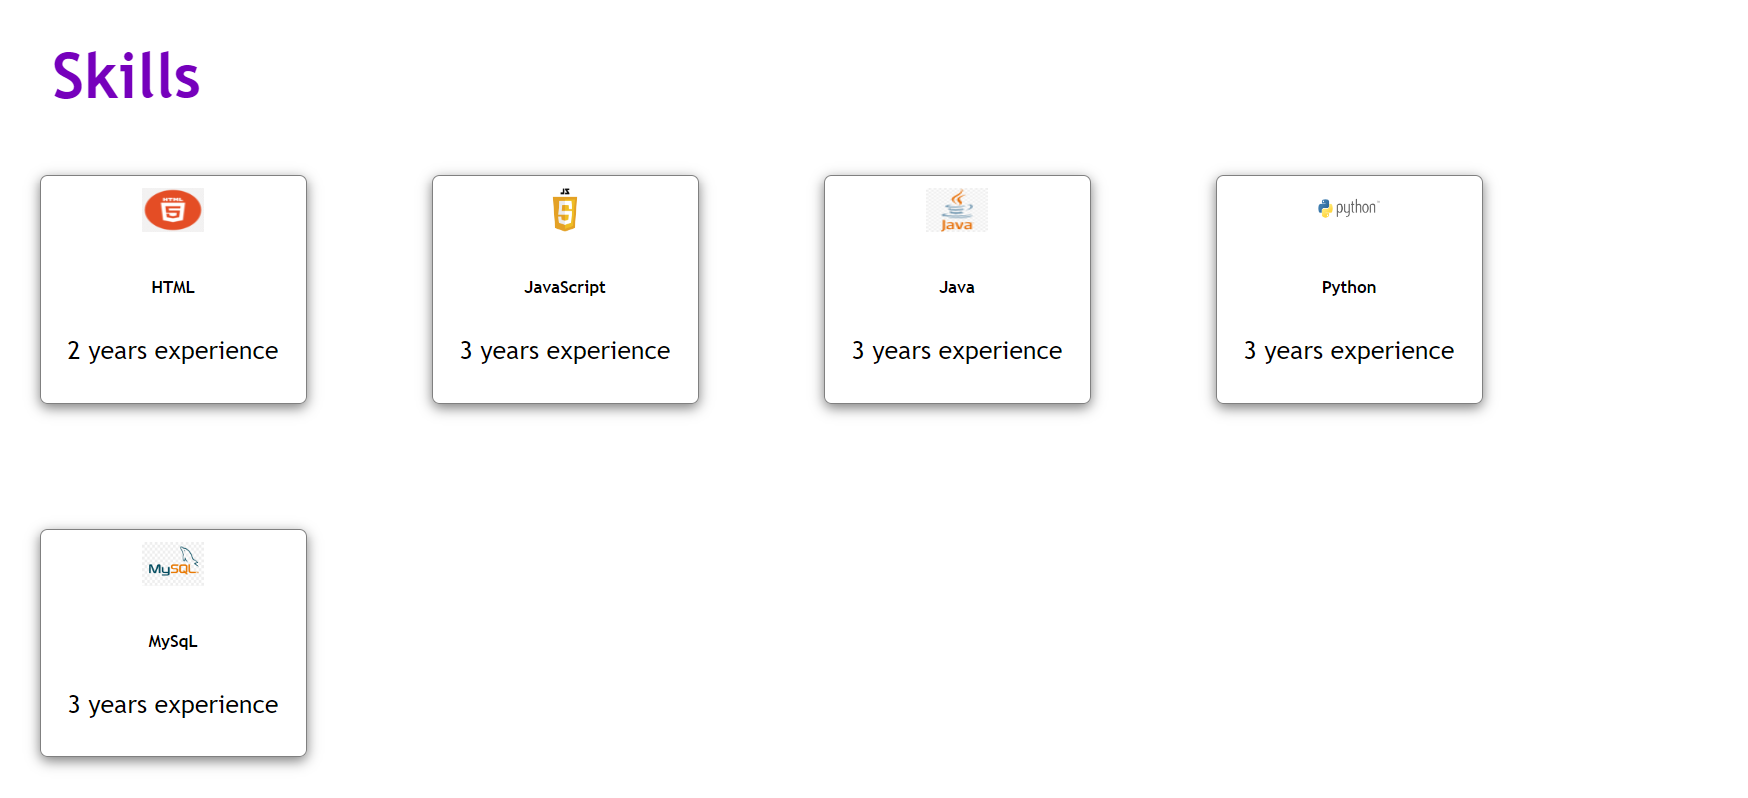 Skills
HTML
5
HTML
2 years experience
JS
5
JavaScript
3 years experience
Java
Java
3 years experience
python
Python
3 years experience
MySQL
MySqL
3 years experience